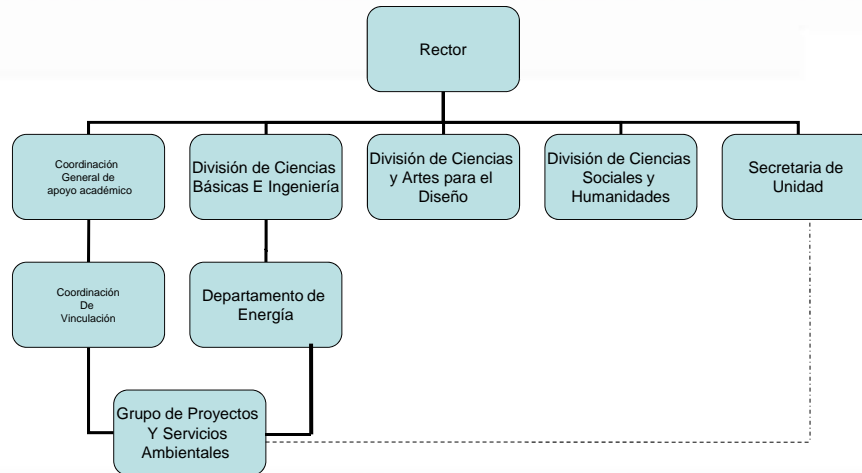 Rector
Coordinación
General de
apoyo académico
División de Ciencias
Básicas E Ingeniería
División de Ciencias
y Artes para el
Diseño
División de Ciencias
Sociales y
Humanidades
Secretaria de
Unidad
Coordinación
De
Vinculación
Departamento de
Energía
Grupo de Proyectos
Y Servicios
Ambientales